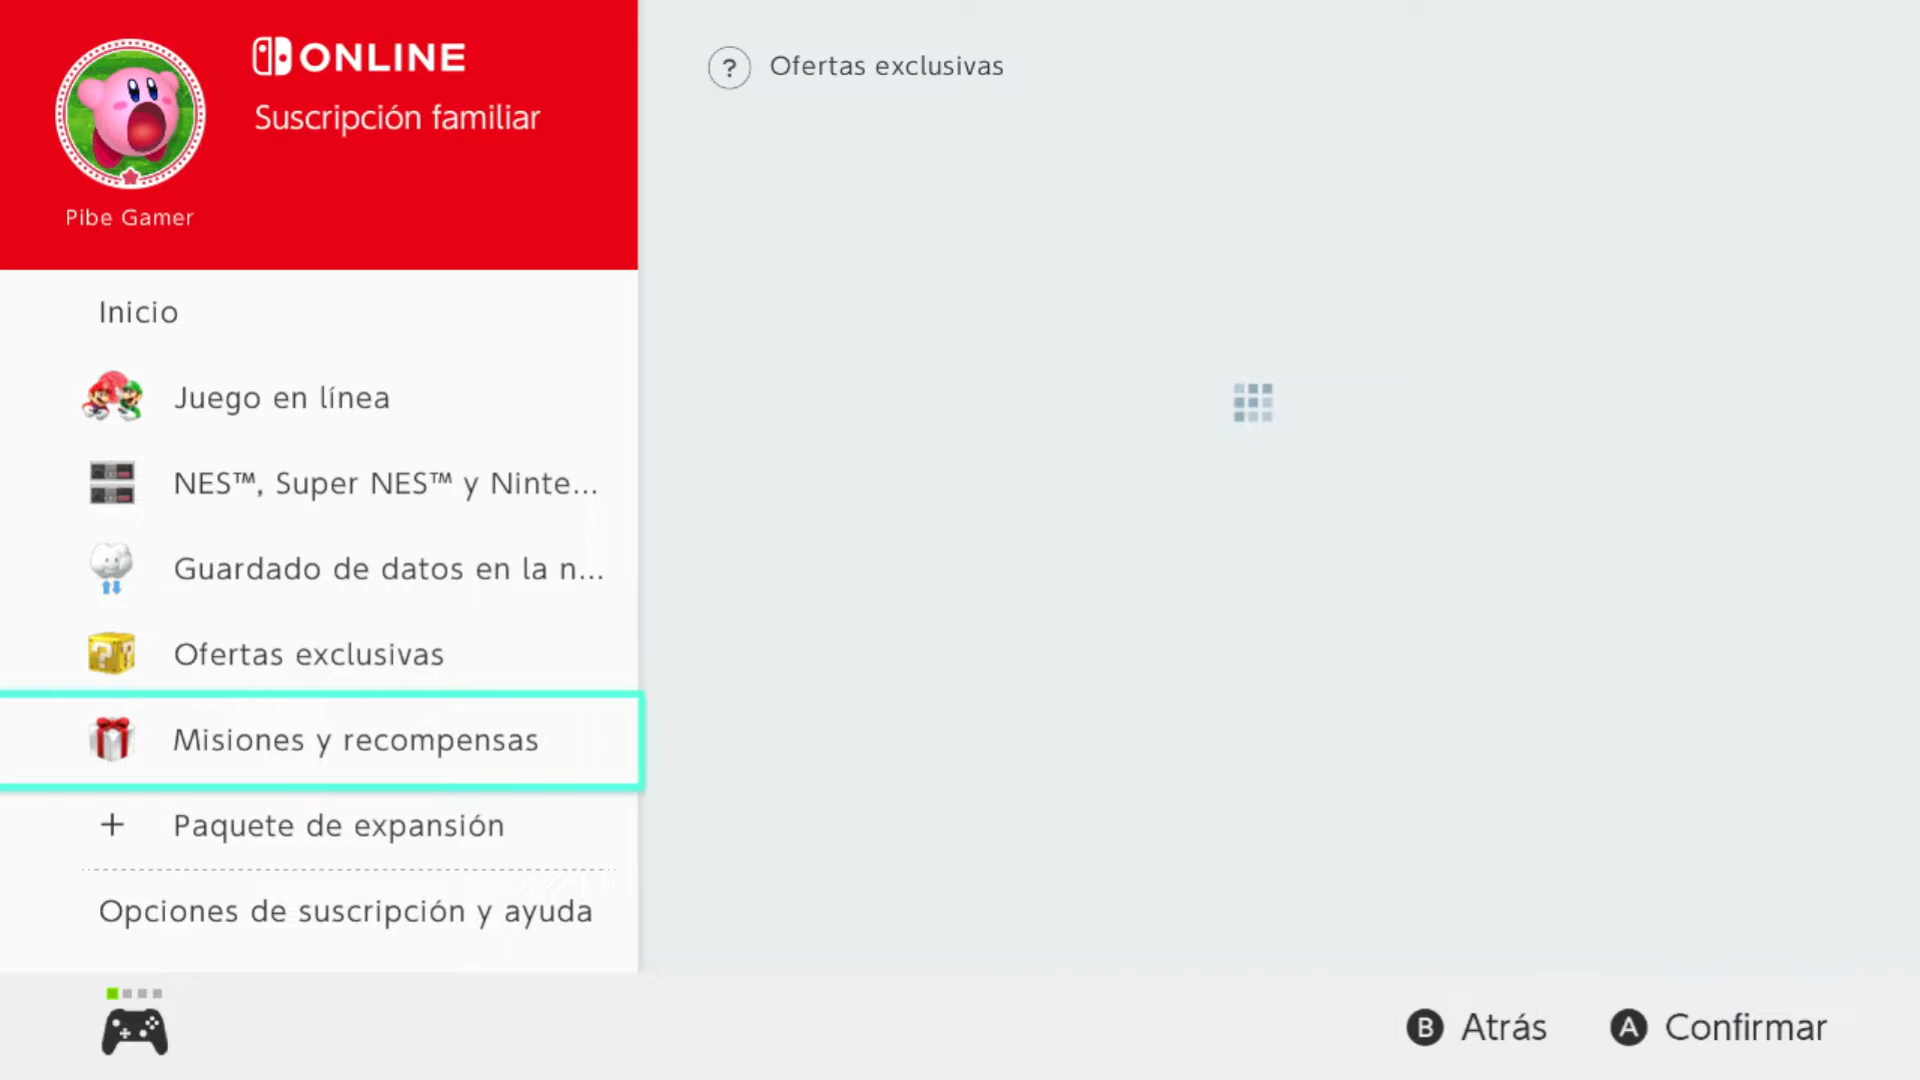 ONLINE
Suscripción familiar
Pibe Gamer
Inicio
Juego en línea
NES™, Super NES™ y Ninte...
Guardado de datos en la n...
Ofertas exclusivas
Misiones y recompensas
+ Paquete de expansión
Opciones de suscripción y ayuda
? Ofertas exclusivas
B Atrás
A Confirmar